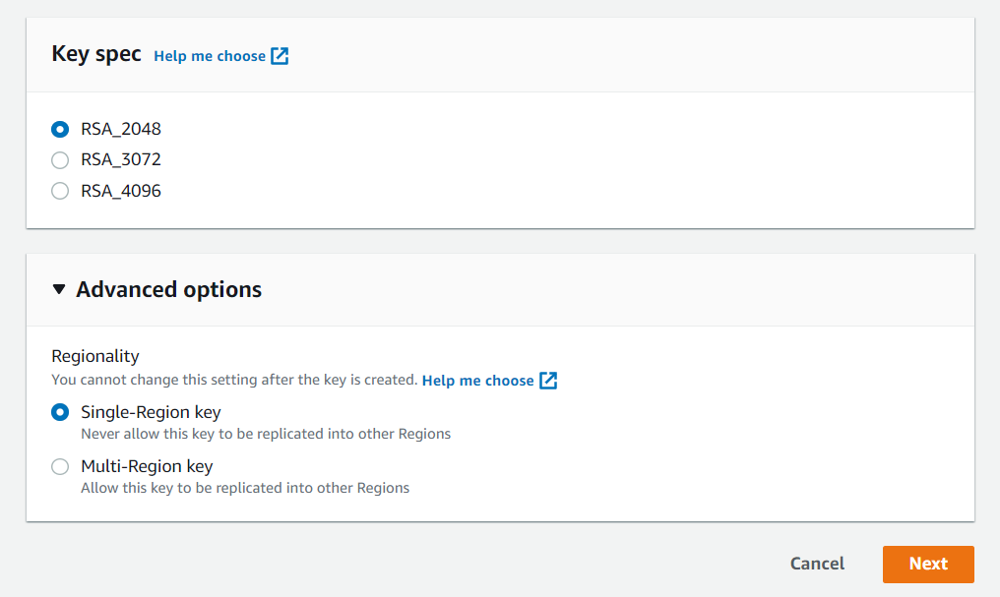 Key spec Help me choose
RSA_2048
RSA_3072
RSA_4096
Advanced options
Regionality
You cannot change this setting after the key is created. Help me choose
Single-Region key
Never allow this key to be replicated into other Regions
Multi-Region key
Allow this key to be replicated into other Regions
Cancel Next